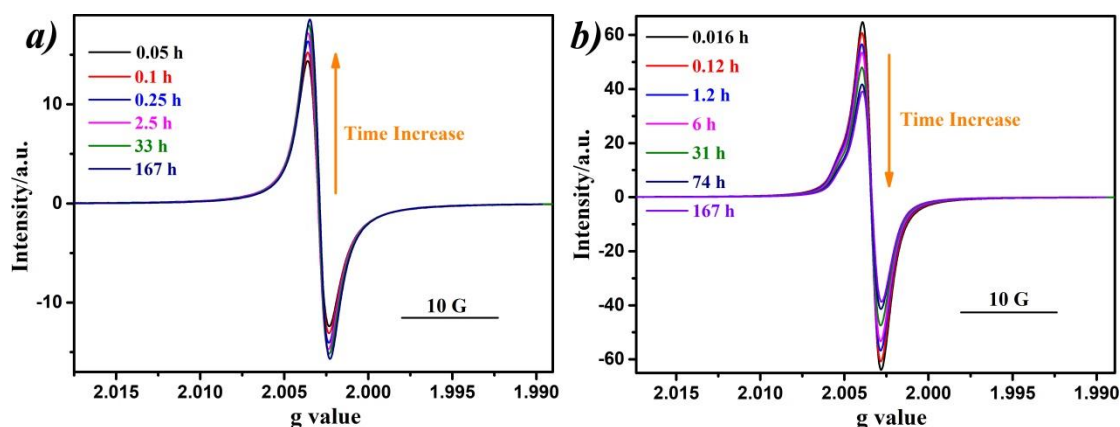 a)
0.05 h
0.1 h
0.25 h
2.5 h
33 h
167 h
Time Increase
10 G
Intensity/a.u.
10
0
-10
2.015 2.010 2.005 2.000 1.995 1.990
g value
b)
0.016 h
0.12 h
1.2 h
6 h
31 h
74 h
167 h
Time Increase
10 G
Intensity/a.u.
60
40
20
0
-20
-40
-60
2.015 2.010 2.005 2.000 1.995 1.990
g value